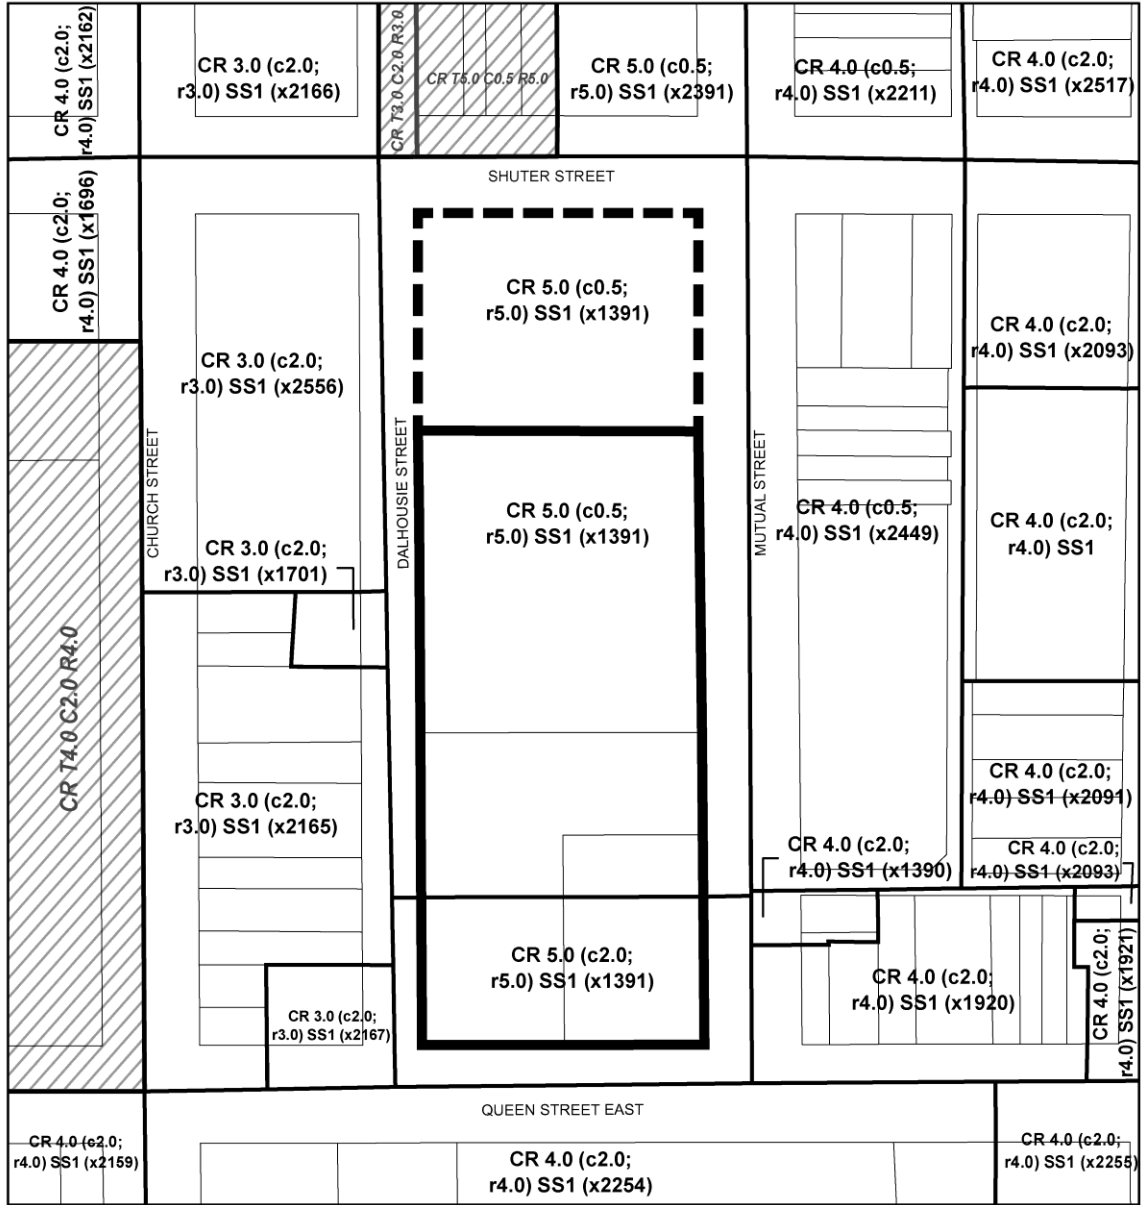 CR 4.0 (c2.0;
r4.0) SS1 (x2162)
CR 3.0 (c2.0;
r3.0) SS1 (x2166)
CR T3.0 C2.0 R3.0
CR T5.0 C0.5 R5.0
CR 5.0 (c0.5;
r5.0) SS1 (x2391)
CR 4.0 (c0.5;
r4.0) SS1 (x2211)
CR 4.0 (c2.0;
r4.0) SS1 (x2517)
SHUTER STREET
CR 4.0 (c2.0;
r4.0) SS1 (x1696)
CR 5.0 (c0.5;
r5.0) SS1 (x1391)
CR 4.0 (c2.0;
r4.0) SS1 (x2093)
CR 3.0 (c2.0;
r3.0) SS1 (x2556)
CHURCH STREET
DALHOUSIE STREET
MUTUAL STREET
CR 5.0 (c0.5;
r5.0) SS1 (x1391)
CR 4.0 (c0.5;
r4.0) SS1 (x2449)
CR 4.0 (c2.0;
r4.0) SS1
CR 3.0 (c2.0;
r3.0) SS1 (x1701)
CR T4.0 C2.0 R4.0
CR 3.0 (c2.0;
r3.0) SS1 (x2165)
CR 4.0 (c2.0;
r4.0) SS1 (x2091)
CR 4.0 (c2.0;
r4.0) SS1 (x1390)
CR 4.0 (c2.0;
r4.0) SS1 (x2093)
CR 5.0 (c2.0;
r5.0) SS1 (x1391)
CR 4.0 (c2.0;
r4.0) SS1 (x1920)
CR 4.0 (c2.0;
r4.0) SS1 (x1921)
CR 3.0 (c2.0;
r3.0) SS1 (x2167)
QUEEN STREET EAST
CR 4.0 (c2.0;
r4.0) SS1 (x2159)
CR 4.0 (c2.0;
r4.0) SS1 (x2254)
CR 4.0 (c2.0;
r4.0) SS1 (x2255)